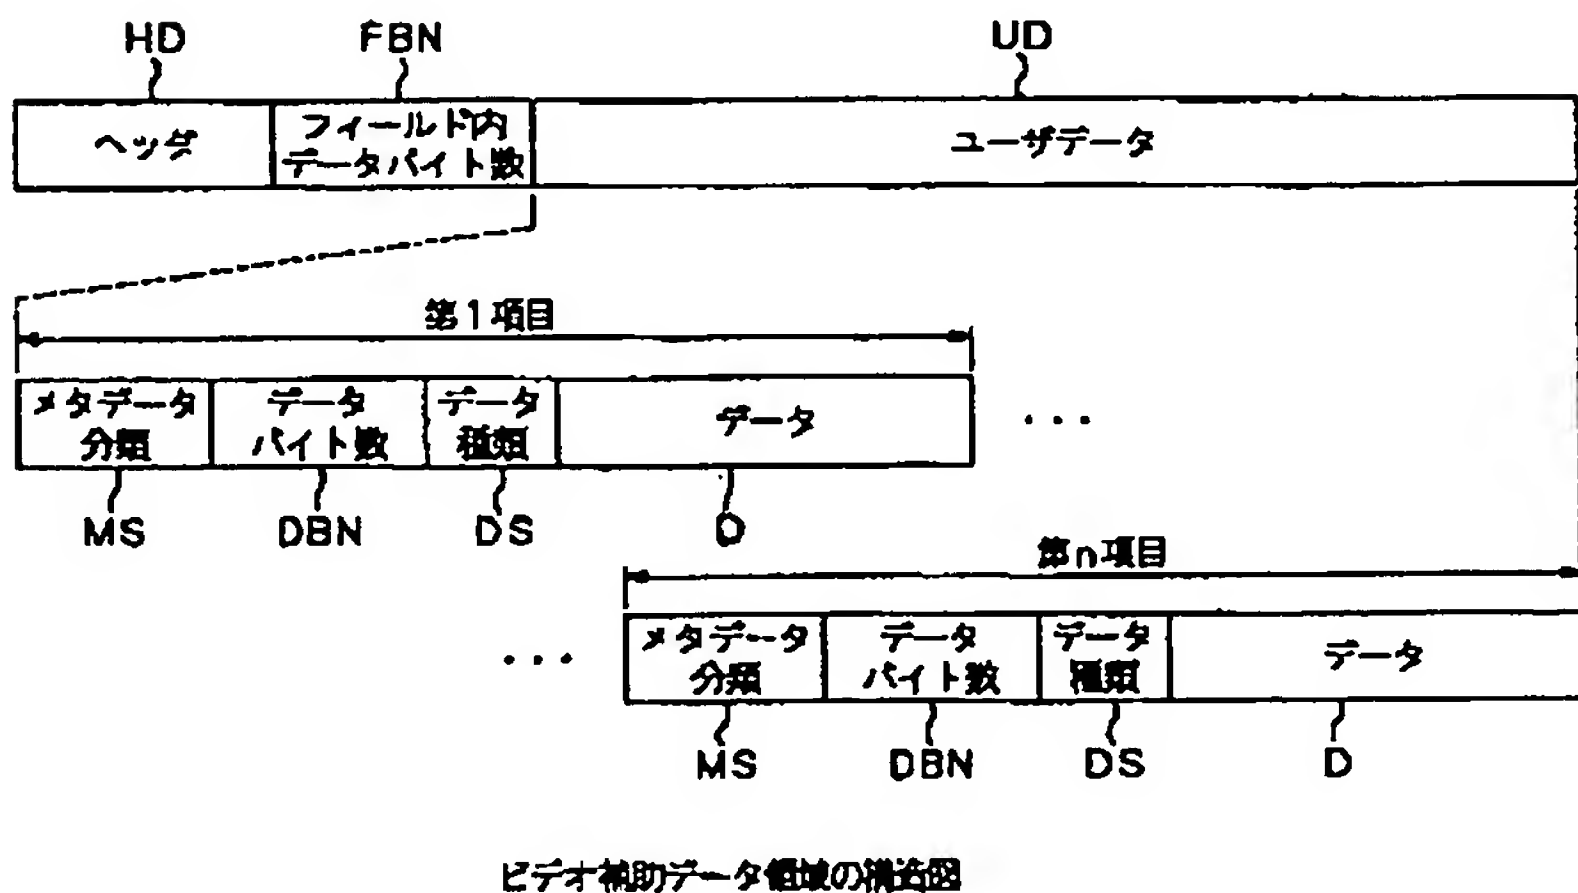 HD
FBN
UD
ヘッダ
フィールド内
データバイト数
ユーザデータ
第1項目
メタデータ
分類
データ
バイト数
データ
種類
データ
・・・
MS
DBN
DS
D
第n項目
・・・
メタデータ
分類
データ
バイト数
データ
種類
データ
MS
DBN
DS
D
ビデオ補助データ領域の構造図